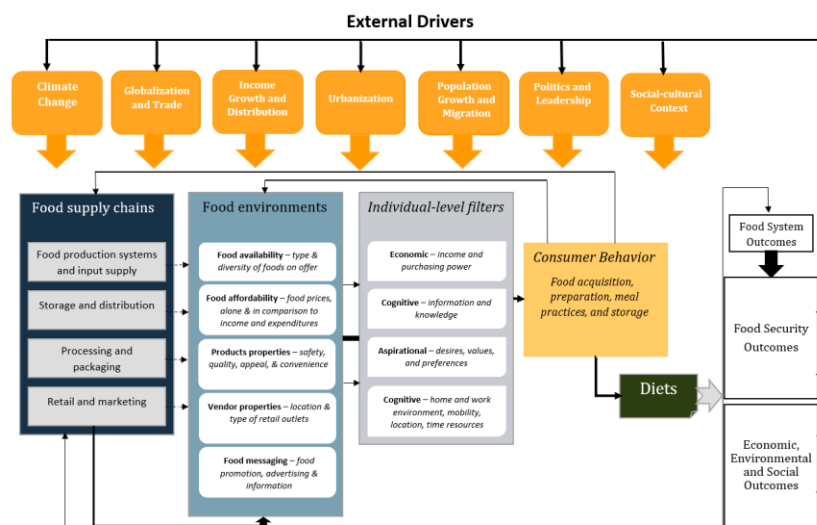 External Drivers
Climate
Change
Globalization
and Trade
Income
Growth and
Distribution
Urbanization
Population
Growth and
Migration
Politics and
Leadership
Social-cultural
Context
Food supply chains
Food production systems
and input supply
Storage and distribution
Processing and
packaging
Retail and marketing
Food environments
Food availability – type &
diversity of foods on offer
Food affordability – food prices,
alone & in comparison to
income and expenditures
Products properties – safety,
quality, appeal, & convenience
Vendor properties – location &
type of retail outlets
Food messaging – food
promotion, advertising &
information
Individual-level filters
Economic – income and
purchasing power
Cognitive – information and
knowledge
Aspirational – desires, values,
and preferences
Cognitive – home and work
environment, mobility,
location, time resources
Consumer Behavior
Food acquisition,
preparation, meal
practices, and storage
Diets
Food System
Outcomes
Food Security
Outcomes
Economic,
Environmental
and Social
Outcomes